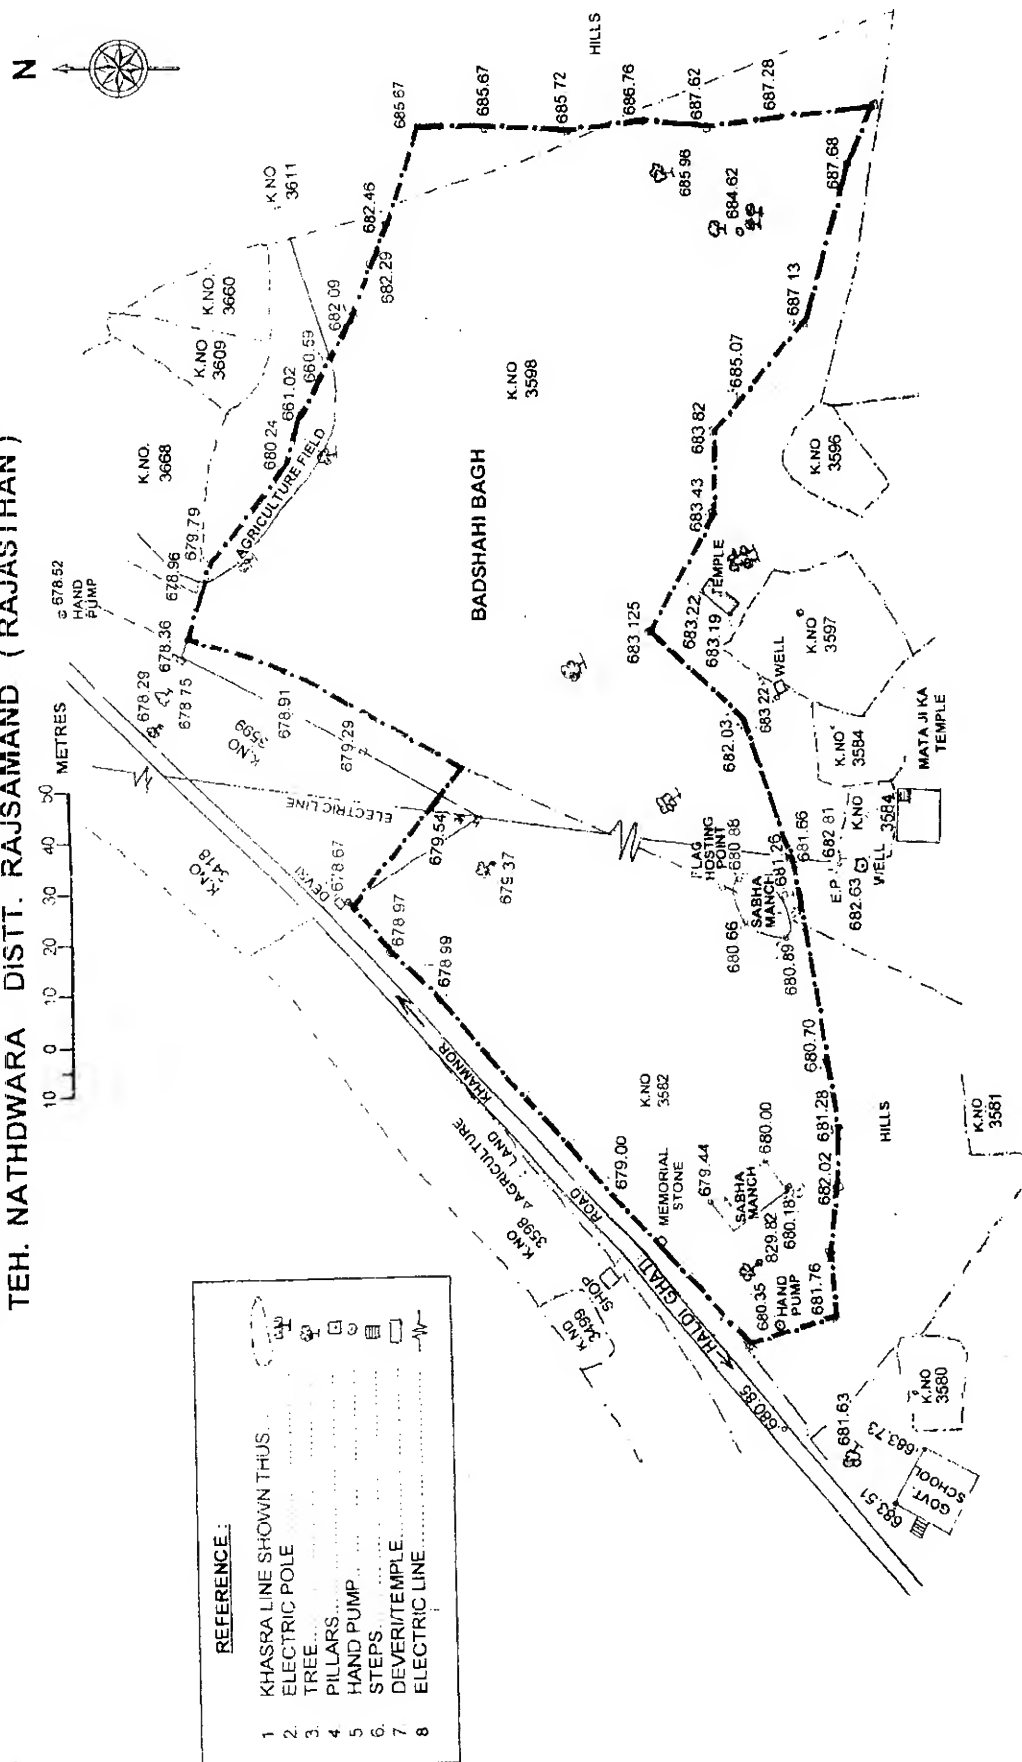 TEH. NATHDWARA DISTT. RAJSAMAND (RAJASTHAN)
N
10 0 10 20 30 40 50
METRES
REFERENCE:
1 KHASRA LINE SHOWN THUS
2. ELECTRIC POLE
3. TREE
4 PILLARS
5 HAND PUMP
6. STEPS
7. DEVERI/TEMPLE
8 ELECTRIC LINE
678.52
HAND
PUMP
K.NO.
3668
K.NO
3609
K.NO.
3660
K.NO
3611
685.67
685.67
685.72
686.76
687.62
687.28
HILLS
678.29
678 75
678.36
678.96
679.79
AGRICULTURE FIELD
680 24
661.02
660.59
682 09
682.29
682.46
K.NO
3599
678.91
679.29
K.NO
3418
ELECTRIC LINE
DEVRI
678.67
679.54
679.37
678 97
678 99
BADSHAHI BAGH
K.NO
3598
685 96
684.62
687.68
687 13
685.07
683 82
683.43
TEMPLE
683.22
683.19
683 125
683 22
WELL
K.NO
3597
K.NO
3596
682.03
K.NO
3584
MATA JI KA
TEMPLE
K.NO
3584
682 81
E.P
WELL
682.63
681.66
681.26
FLAG
HOSTING
POINT
680 88
SABHA
MANCH
680 66
680.89
680.70
681.28
682.02
HILLS
K.NO
3581
K.NO
3582
KHAMNOR
ROAD
HALDI GHATI
AGRICULTURE
LAND
K.NO
3598
K.NO
3499
SHOP
679.00
MEMORIAL
STONE
679.44
680.00
SABHA
MANCH
680.18
829.82
680.35
HAND
PUMP
681.76
680.85
681.63
K.NO
3580
683.73
683.51
GOVT.
SCHOOL